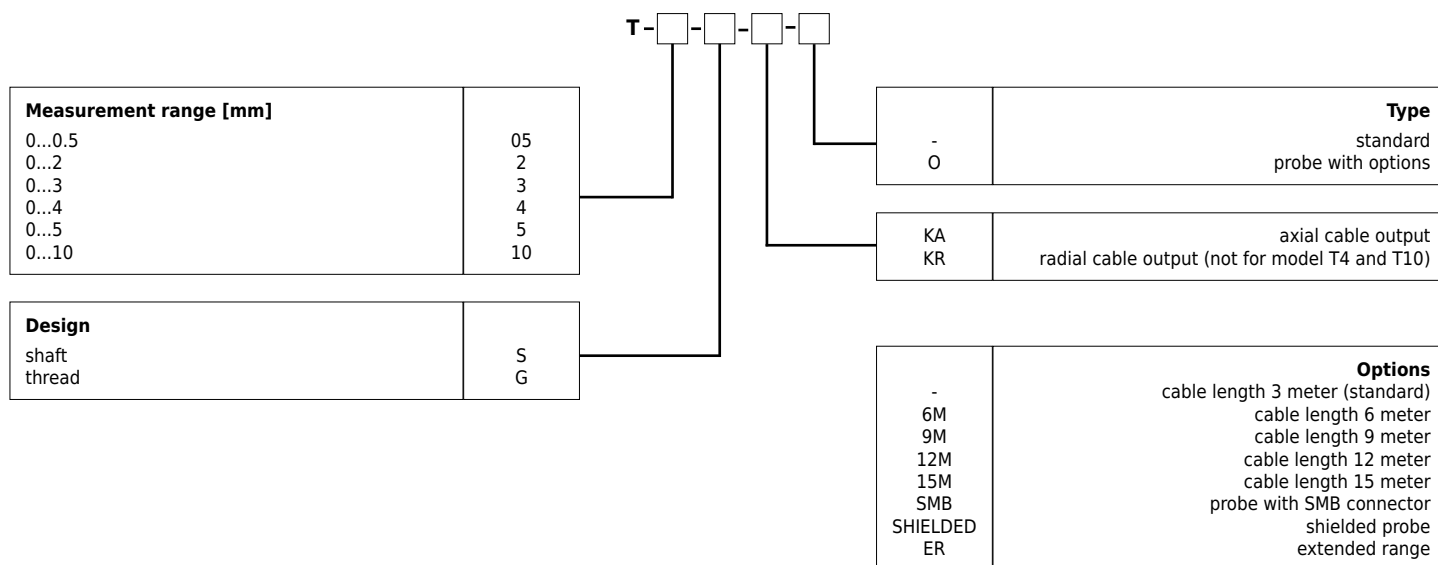 T – – – –
Measurement range [mm]
0...0.5 05
0...2 2
0...3 3
0...4 4
0...5 5
0...10 10
Design
shaft S
thread G
Type
- standard
O probe with options
KA axial cable output
KR radial cable output (not for model T4 and T10)
Options
- cable length 3 meter (standard)
6M cable length 6 meter
9M cable length 9 meter
12M cable length 12 meter
15M cable length 15 meter
SMB probe with SMB connector
SHIELDED shielded probe
ER extended range